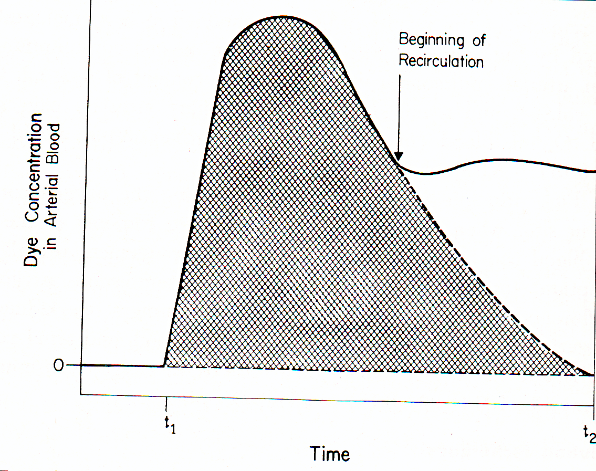 Beginning of
Recirculation
Dye Concentration
in Arterial Blood
O
t1
t2
Time